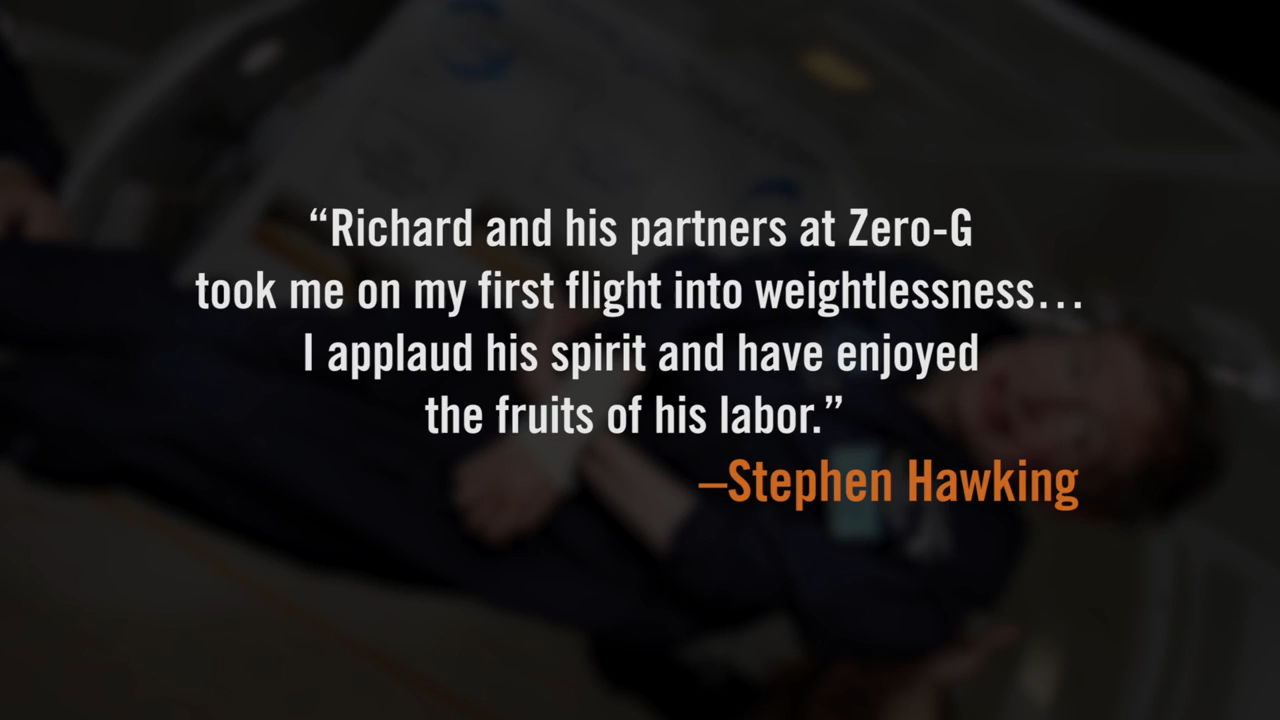 “Richard and his partners at Zero-G
took me on my first flight into weightlessness…
I applaud his spirit and have enjoyed
the fruits of his labor.”
–Stephen Hawking